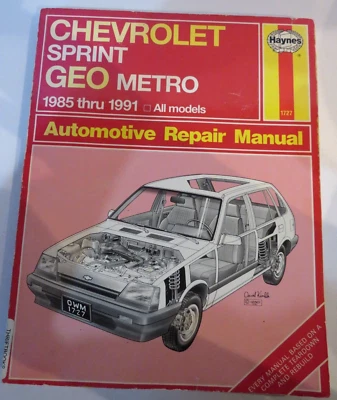 CHEVROLET
SPRINT
GEO METRO
1985 thru 1991 All models
Haynes
1727
Automotive Repair Manual
OWM
1727
EVERY MANUAL BASED ON A
COMPLETE TEARDOWN
AND REBUILD